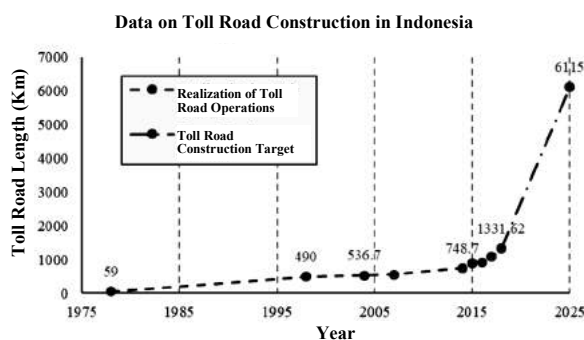 Data on Toll Road Construction in Indonesia
Toll Road Length (Km)
7000
6000
5000
4000
3000
2000
1000
0
Realization of Toll
Road Operations
Toll Road
Construction Target
59
490
536.7
748.7
1331.62
6115
1975
1985
1995
2005
2015
2025
Year